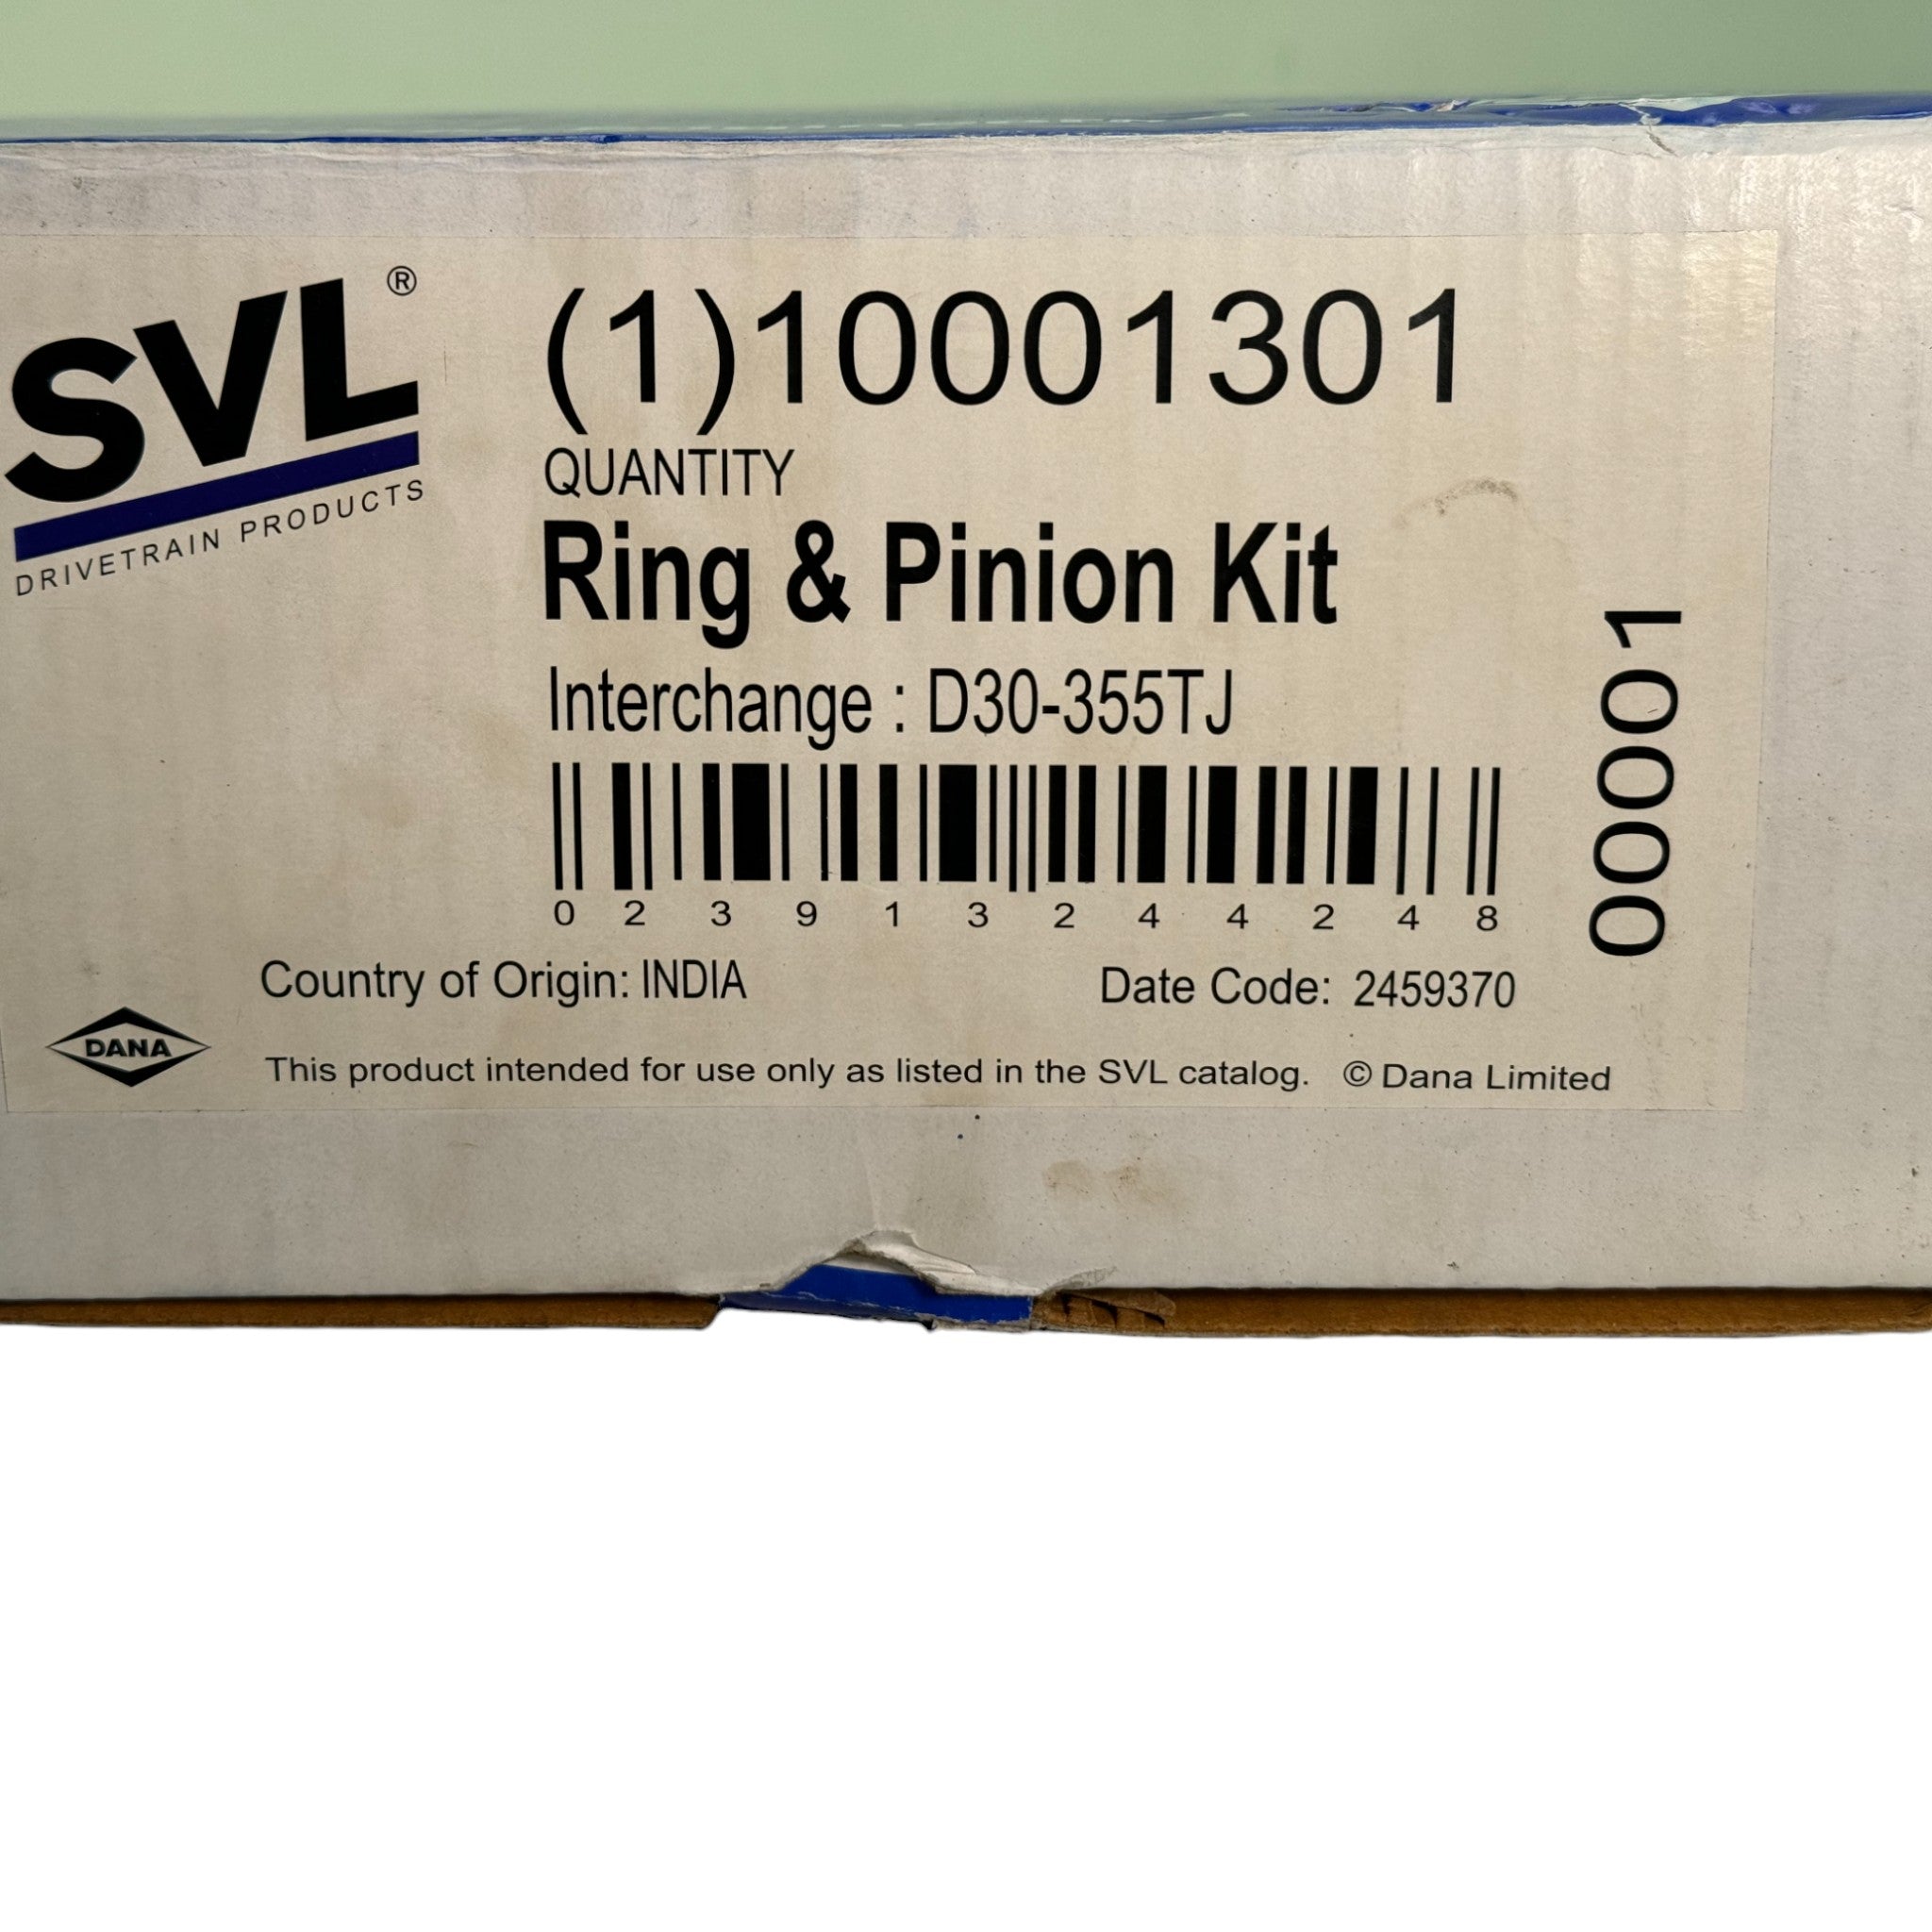 SVL®
DRIVETRAIN PRODUCTS
(1)10001301
QUANTITY
Ring & Pinion Kit
Interchange : D30-355TJ
0 2 3 9 1 3 2 4 4 2 4 8
00001
Country of Origin: INDIA
Date Code: 2459370
DANA
This product intended for use only as listed in the SVL catalog. © Dana Limited